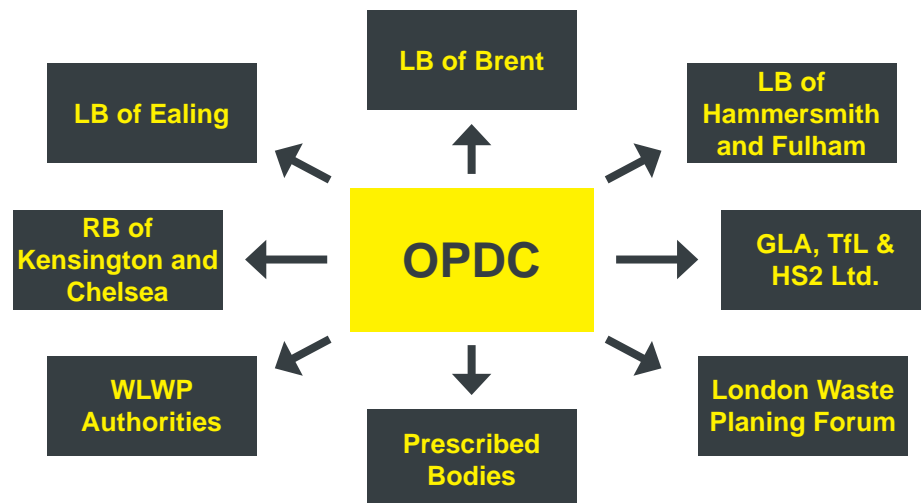 LB of Brent
LB of Ealing
LB of
Hammersmith
and Fulham
RB of
Kensington and
Chelsea
OPDC
GLA, TfL &
HS2 Ltd.
WLWP
Authorities
Prescribed
Bodies
London Waste
Planing Forum